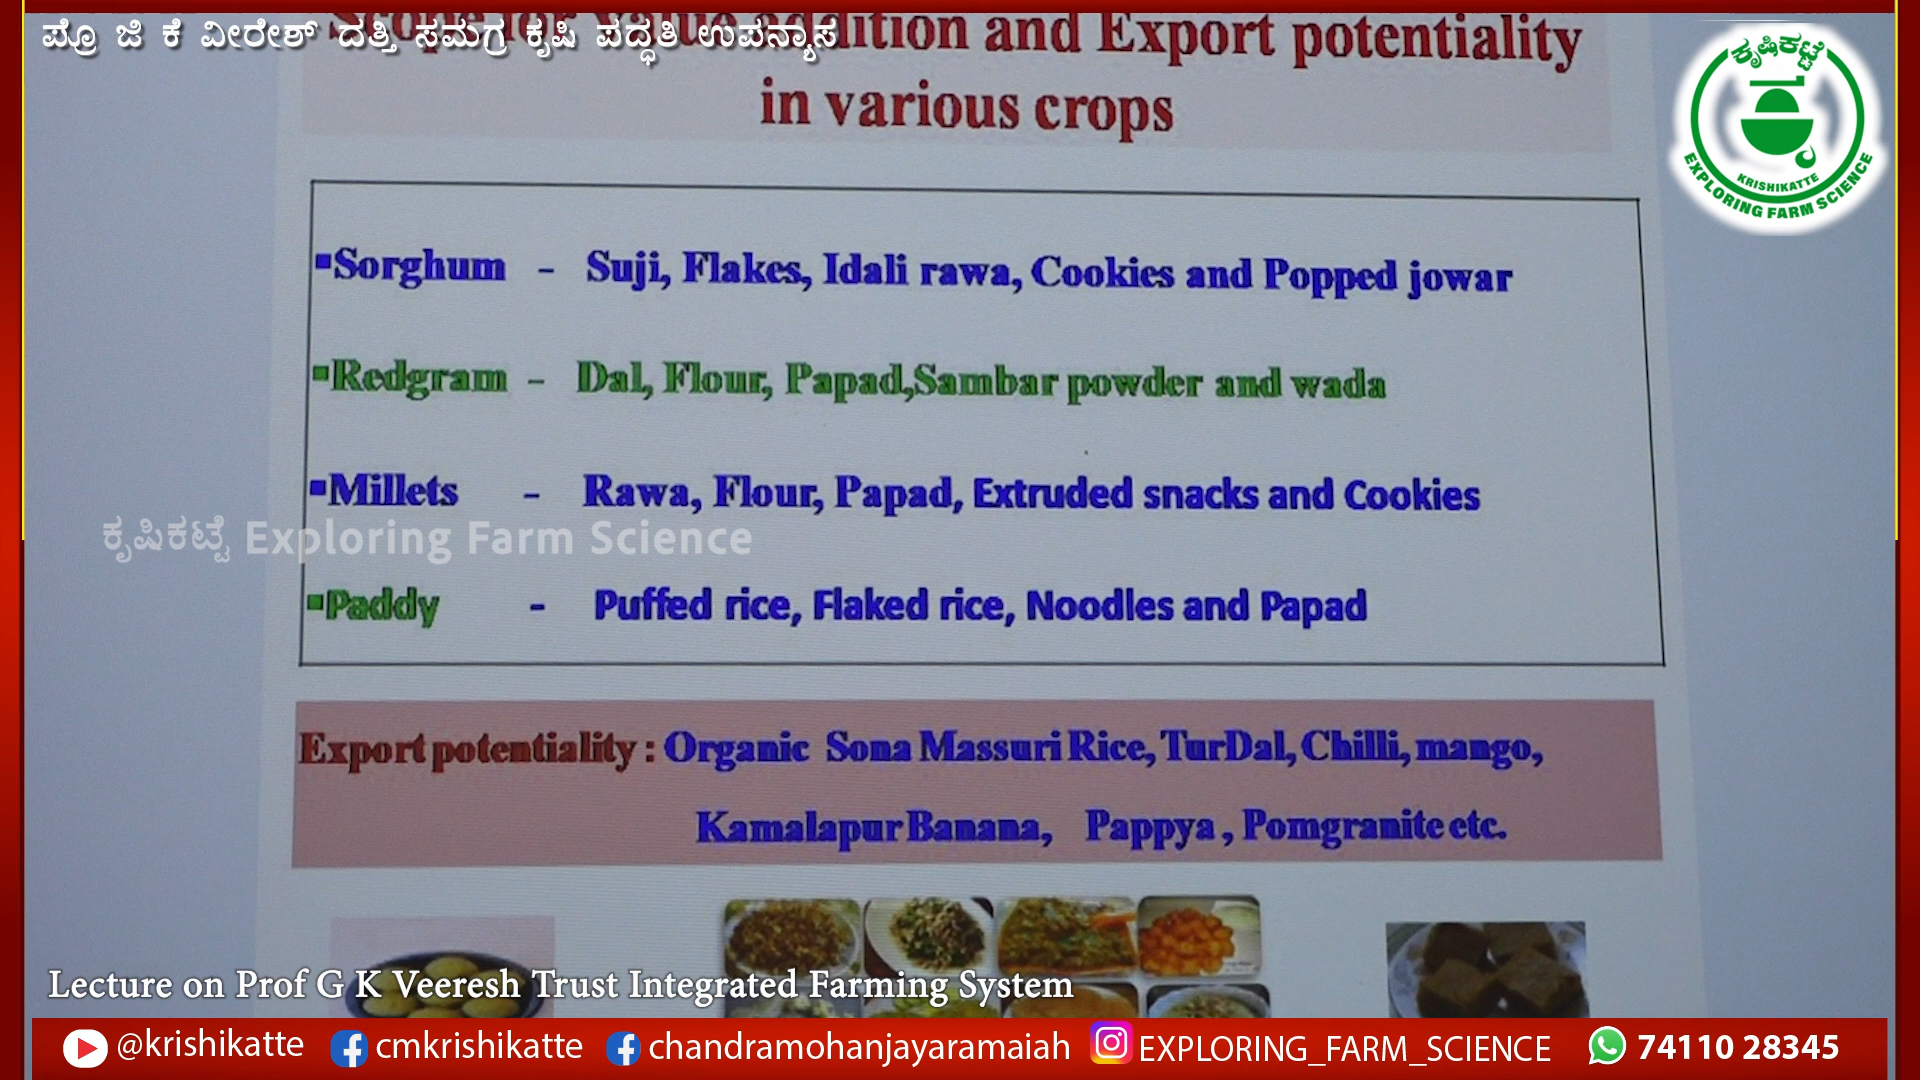 ಪ್ರೊ ಜಿ ಕೆ ವೀರೇಶ್ ದತ್ತಿ ಸಮಗ್ರ ಕೃಷಿ ಪದ್ಧತಿ ಉಪನ್ಯಾಸ
and Export potentiality
in various crops
ಕೃಷಿಕಟ್ಟೆ
KRISHIKATTE
EXPLORING FARM SCIENCE
▪Sorghum - Suji, Flakes, Idali rawa, Cookies and Popped jowar
▪Redgram - Dal, Flour, Papad,Sambar powder and wada
▪Millets - Rawa, Flour, Papad, Extruded snacks and Cookies
ಕೃಷಿಕಟ್ಟೆ Exploring Farm Science
▪Paddy - Puffed rice, Flaked rice, Noodles and Papad
Export potentiality : Organic Sona Massuri Rice, TurDal, Chilli, mango,
Kamalapur Banana, Pappya , Pomgranite etc.
Lecture on Prof G K Veeresh Trust Integrated Farming System
@krishikatte cmkrishikatte chandramohanjayaramaiah EXPLORING_FARM_SCIENCE 74110 28345